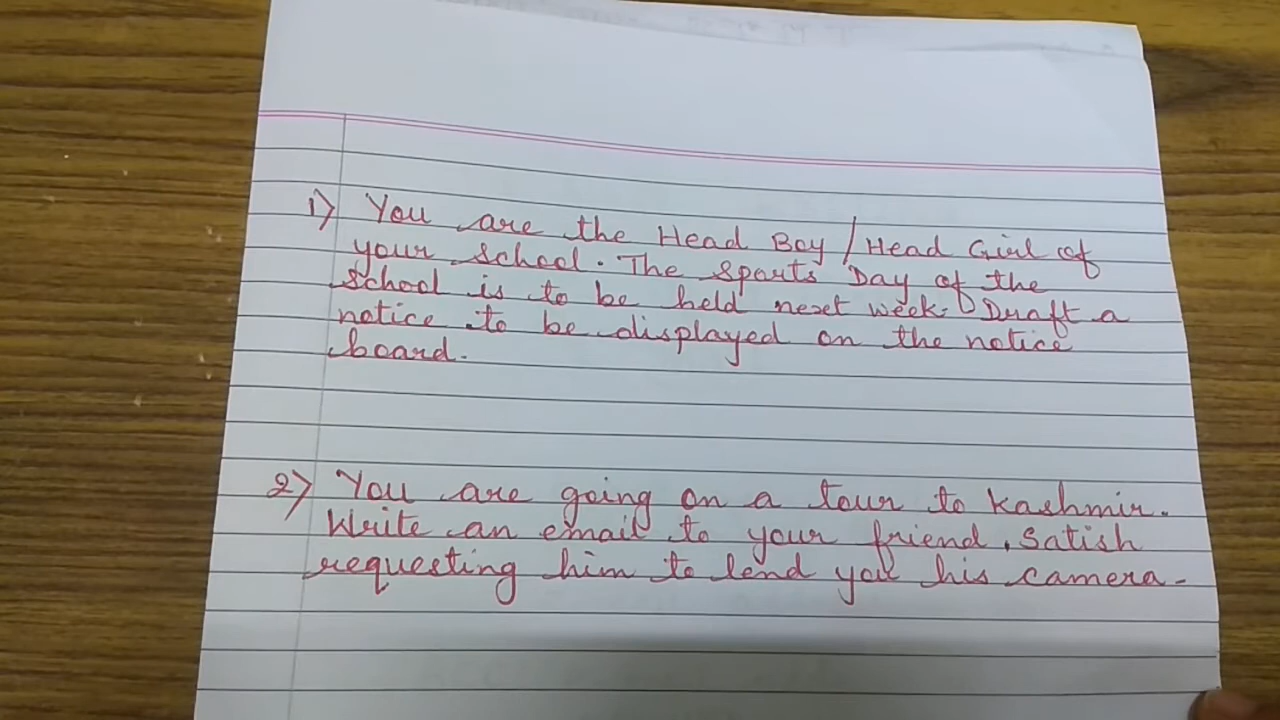 1) You are the Head Boy / Head Girl of
your school. The Sports Day of the
school is to be held next week. Draft a
notice to be displayed on the notice
board.
2) You are going on a tour to Kashmir.
Write an email to your friend, Satish
requesting him to lend you his camera.